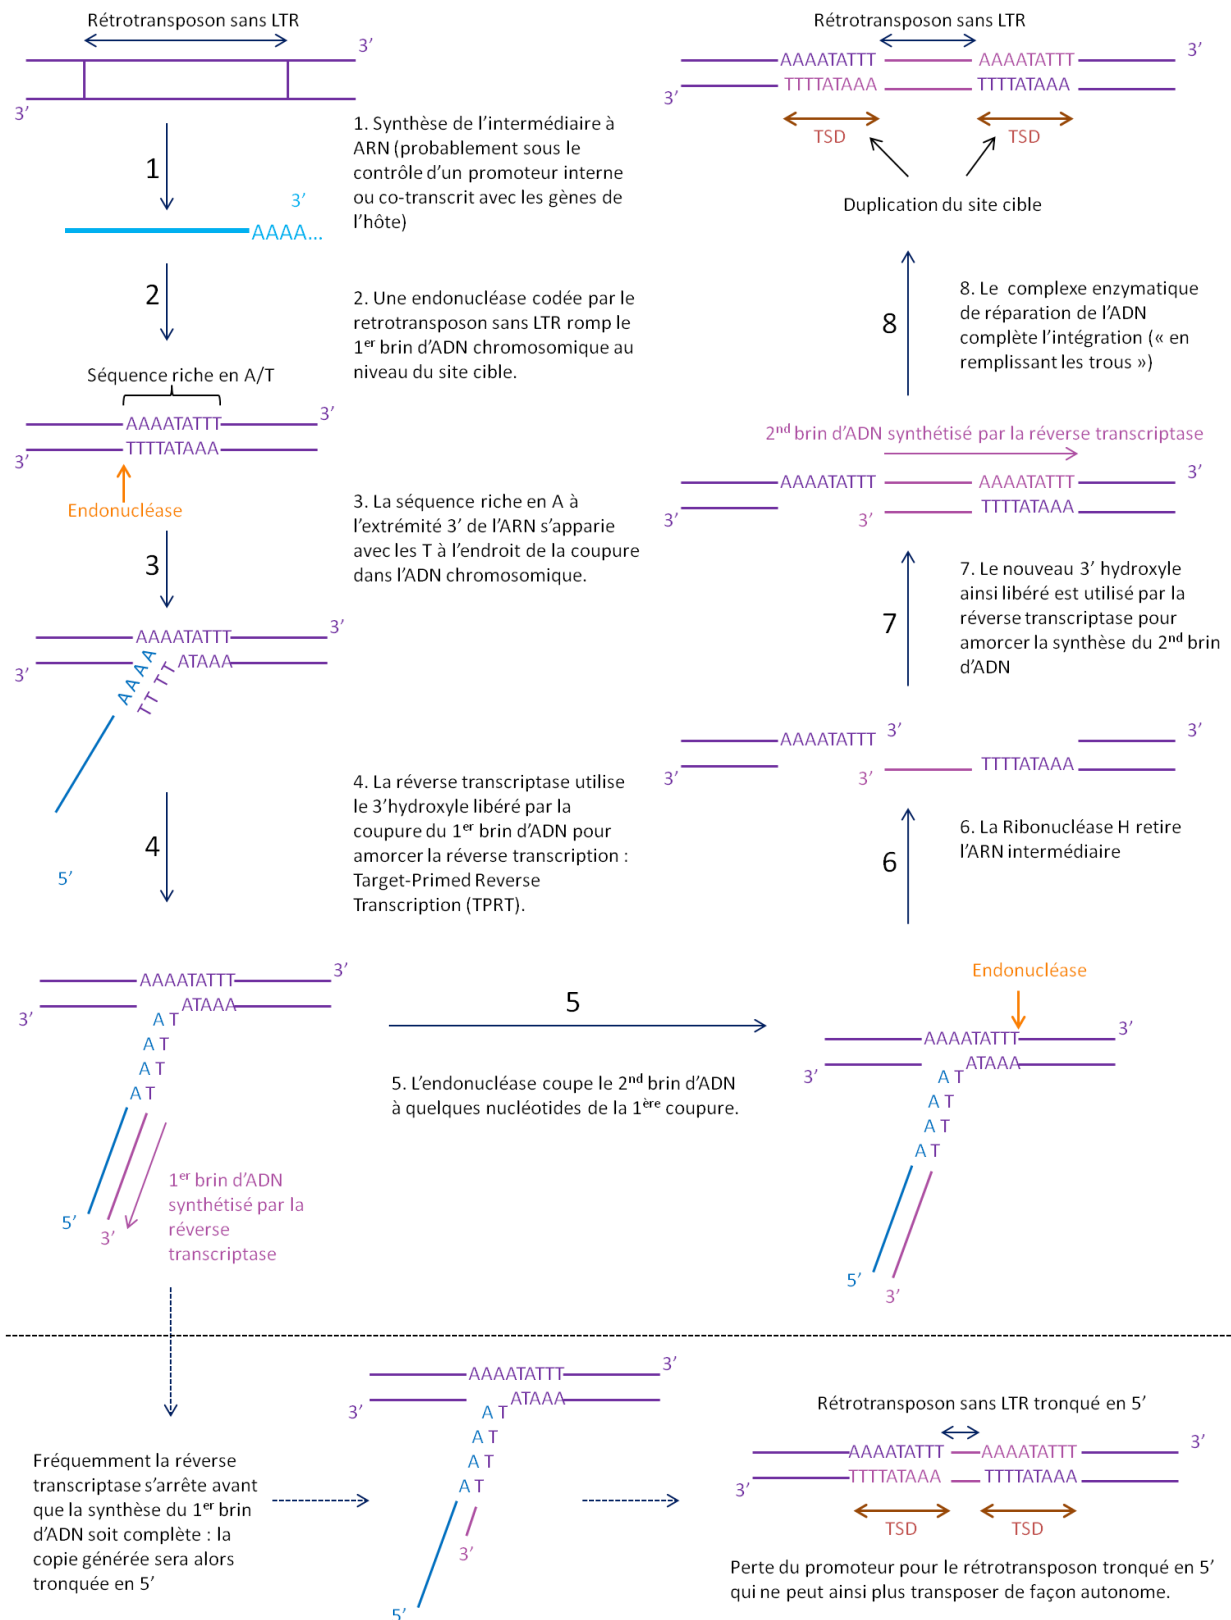 Rétrotransposon sans LTR
3’
3’
1
1. Synthèse de l’intermédiaire à
ARN (probablement sous le
contrôle d’un promoteur interne
ou co-transcrit avec les gènes de
l’hôte)
3’
AAAA...
2
2. Une endonucléase codée par le
retrotransposon sans LTR romp le
1er brin d’ADN chromosomique au
niveau du site cible.
Séquence riche en A/T
AAAATATTT
3’
TTTTATAAA
3’
Endonucléase
3
3. La séquence riche en A à
l’extrémité 3’ de l’ARN s’apparie
avec les T à l’endroit de la coupure
dans l’ADN chromosomique.
AAAATATTT
3’
ATAAA
3’
A A A A
TT TT
4
4. La réverse transcriptase utilise
le 3’hydroxyle libéré par la
coupure du 1er brin d’ADN pour
amorcer la réverse transcription :
Target-Primed Reverse
Transcription (TPRT).
5’
AAAATATTT
3’
ATAAA
3’
A T
A T
A T
A T
1er brin d’ADN
synthétisé par la
réverse
transcriptase
5’
3’
5
5. L’endonucléase coupe le 2nd brin d’ADN
à quelques nucléotides de la 1ère coupure.
Endonucléase
AAAATATTT
3’
ATAAA
3’
A T
A T
A T
A T
5’
3’
6
6. La Ribonucléase H retire
l’ARN intermédiaire
AAAATATTT
3’
3’
3’
3’
TTTTATAAA
7
7. Le nouveau 3’ hydroxyle
ainsi libéré est utilisé par la
réverse transcriptase pour
amorcer la synthèse du 2nd brin
d’ADN
2nd brin d’ADN synthétisé par la réverse transcriptase
AAAATATTT
AAAATATTT
3’
3’
3’
TTTTATAAA
8
8. Le complexe enzymatique
de réparation de l’ADN
complète l’intégration (« en
remplissant les trous »)
Duplication du site cible
Rétrotransposon sans LTR
AAAATATTT
AAAATATTT
3’
3’
TTTTATAAA
TTTTATAAA
TSD
TSD
Fréquemment la réverse
transcriptase s’arrête avant
que la synthèse du 1er brin
d’ADN soit complète : la
copie générée sera alors
tronquée en 5’
AAAATATTT
3’
ATAAA
3’
A T
A T
A T
A T
3’
5’
Rétrotransposon sans LTR tronqué en 5’
AAAATATTT
AAAATATTT
3’
3’
TTTTATAAA
TTTTATAAA
TSD
TSD
Perte du promoteur pour le rétrotransposon tronqué en 5’
qui ne peut ainsi plus transposer de façon autonome.